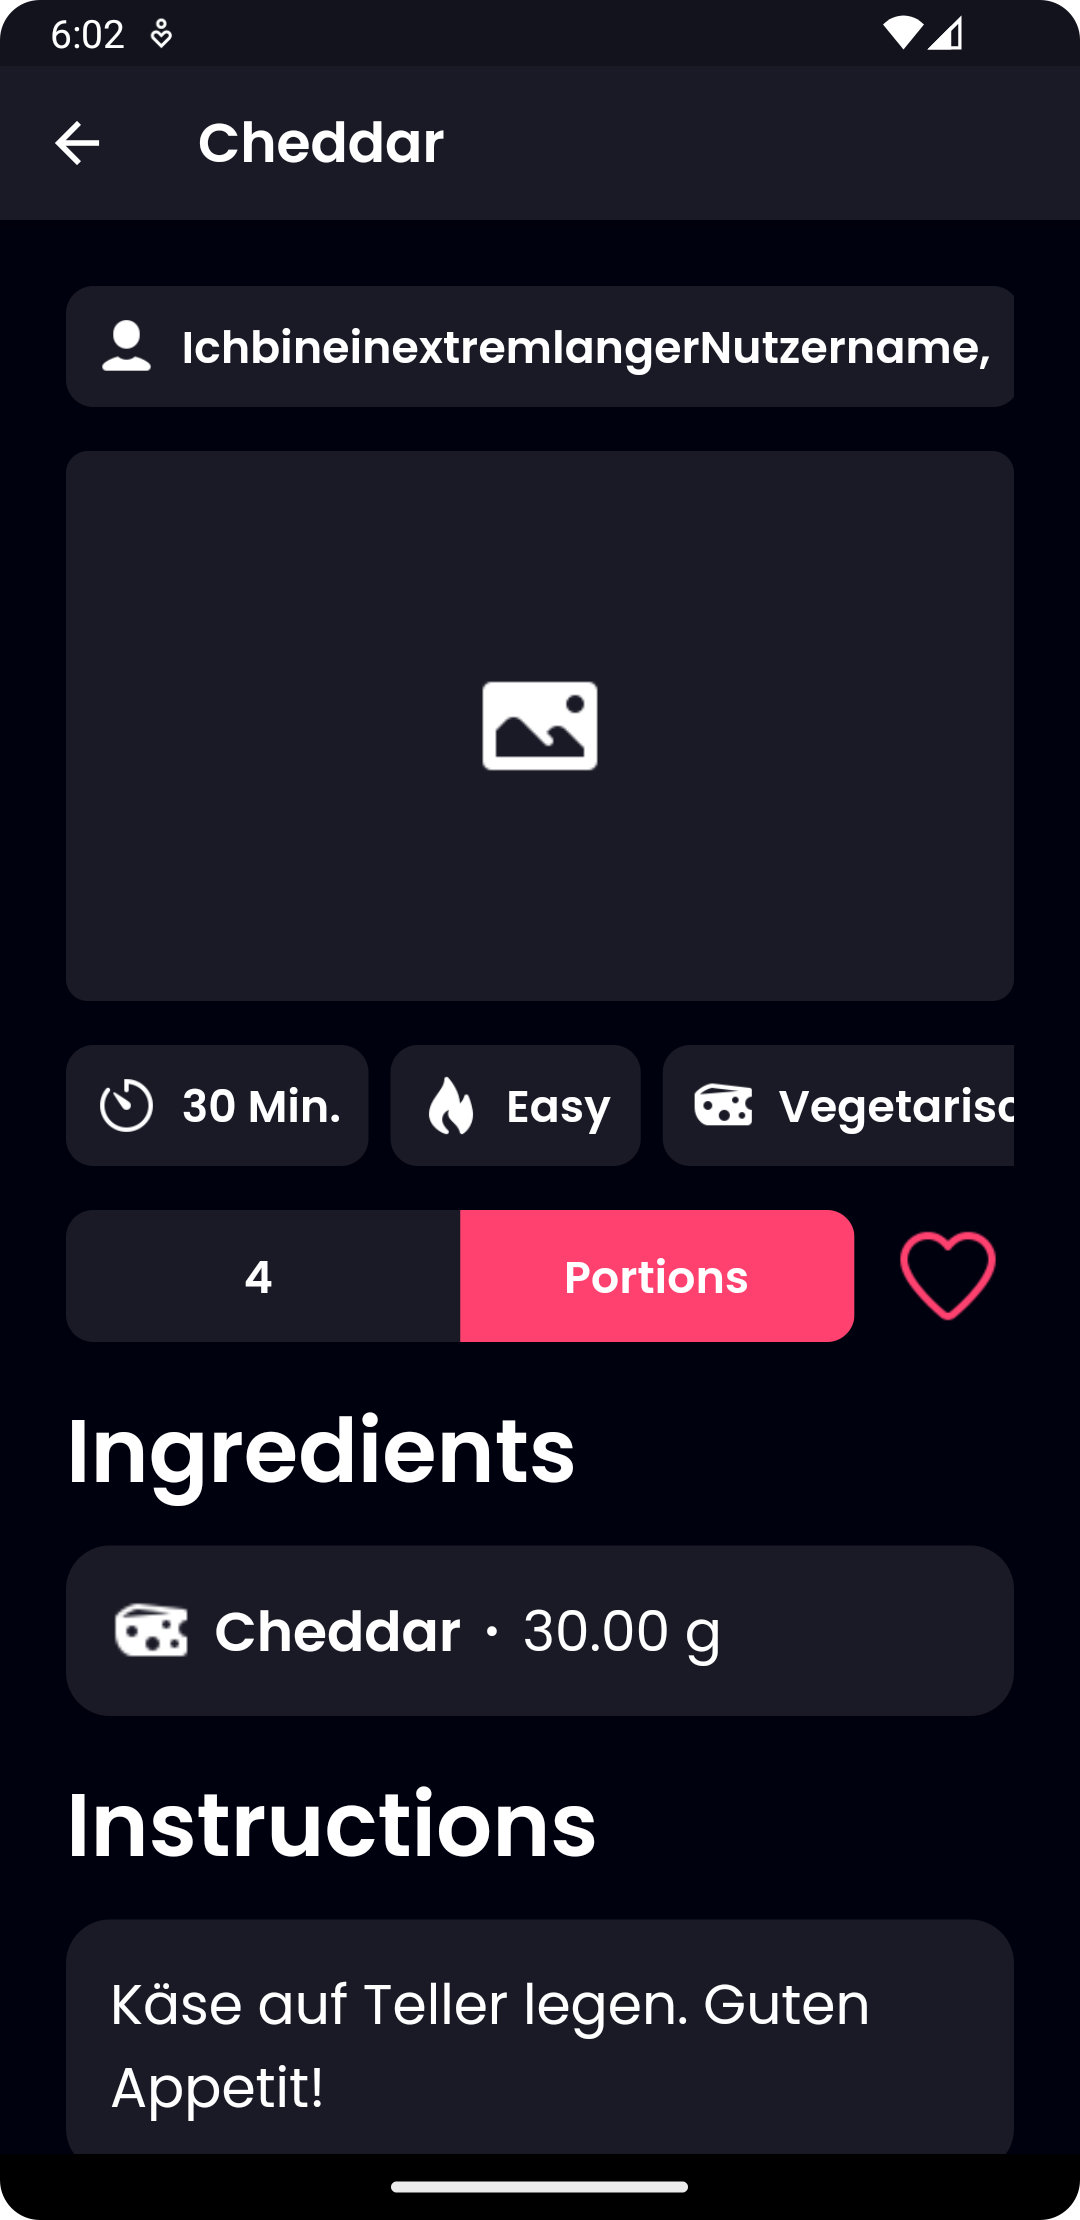 6:02
Cheddar
IchbineinextremlangerNutzername,
30 Min.
Easy
Vegetarisc
4
Portions
Ingredients
Cheddar · 30.00 g
Instructions
Käse auf Teller legen. Guten
Appetit!